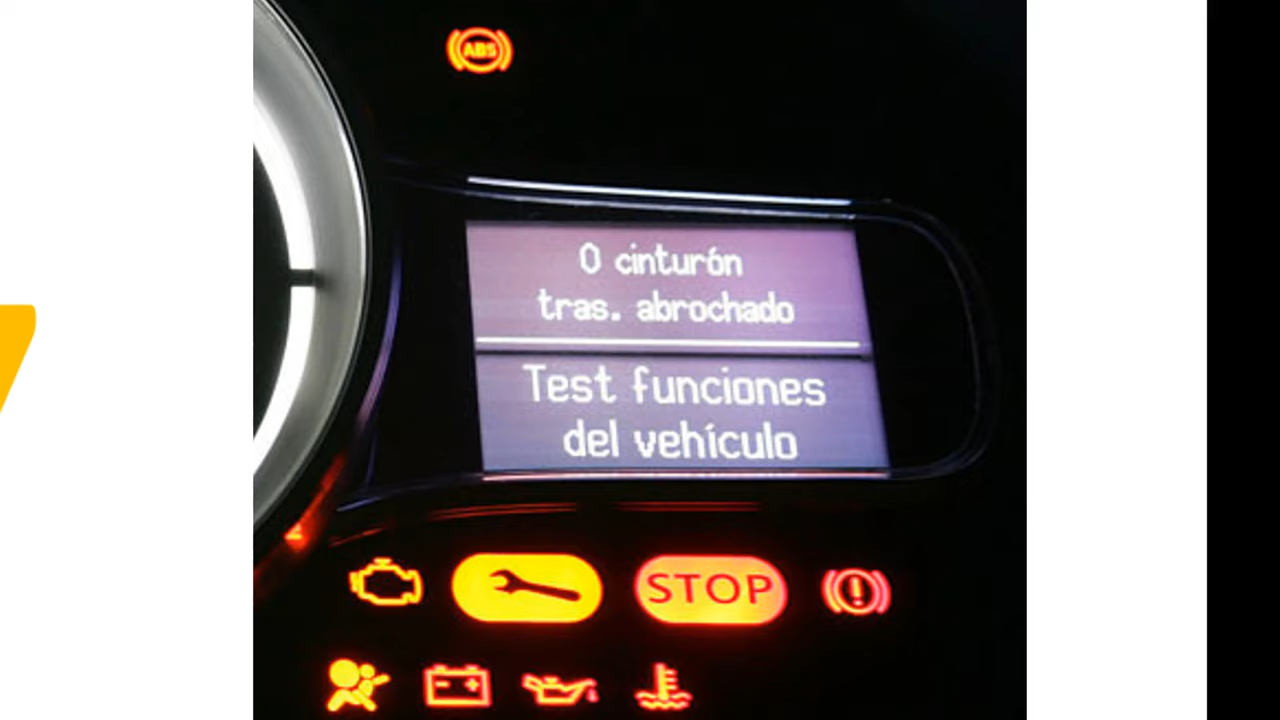 ABS
0 cinturón
tras. abrochado
Test funciones
del vehículo
STOP